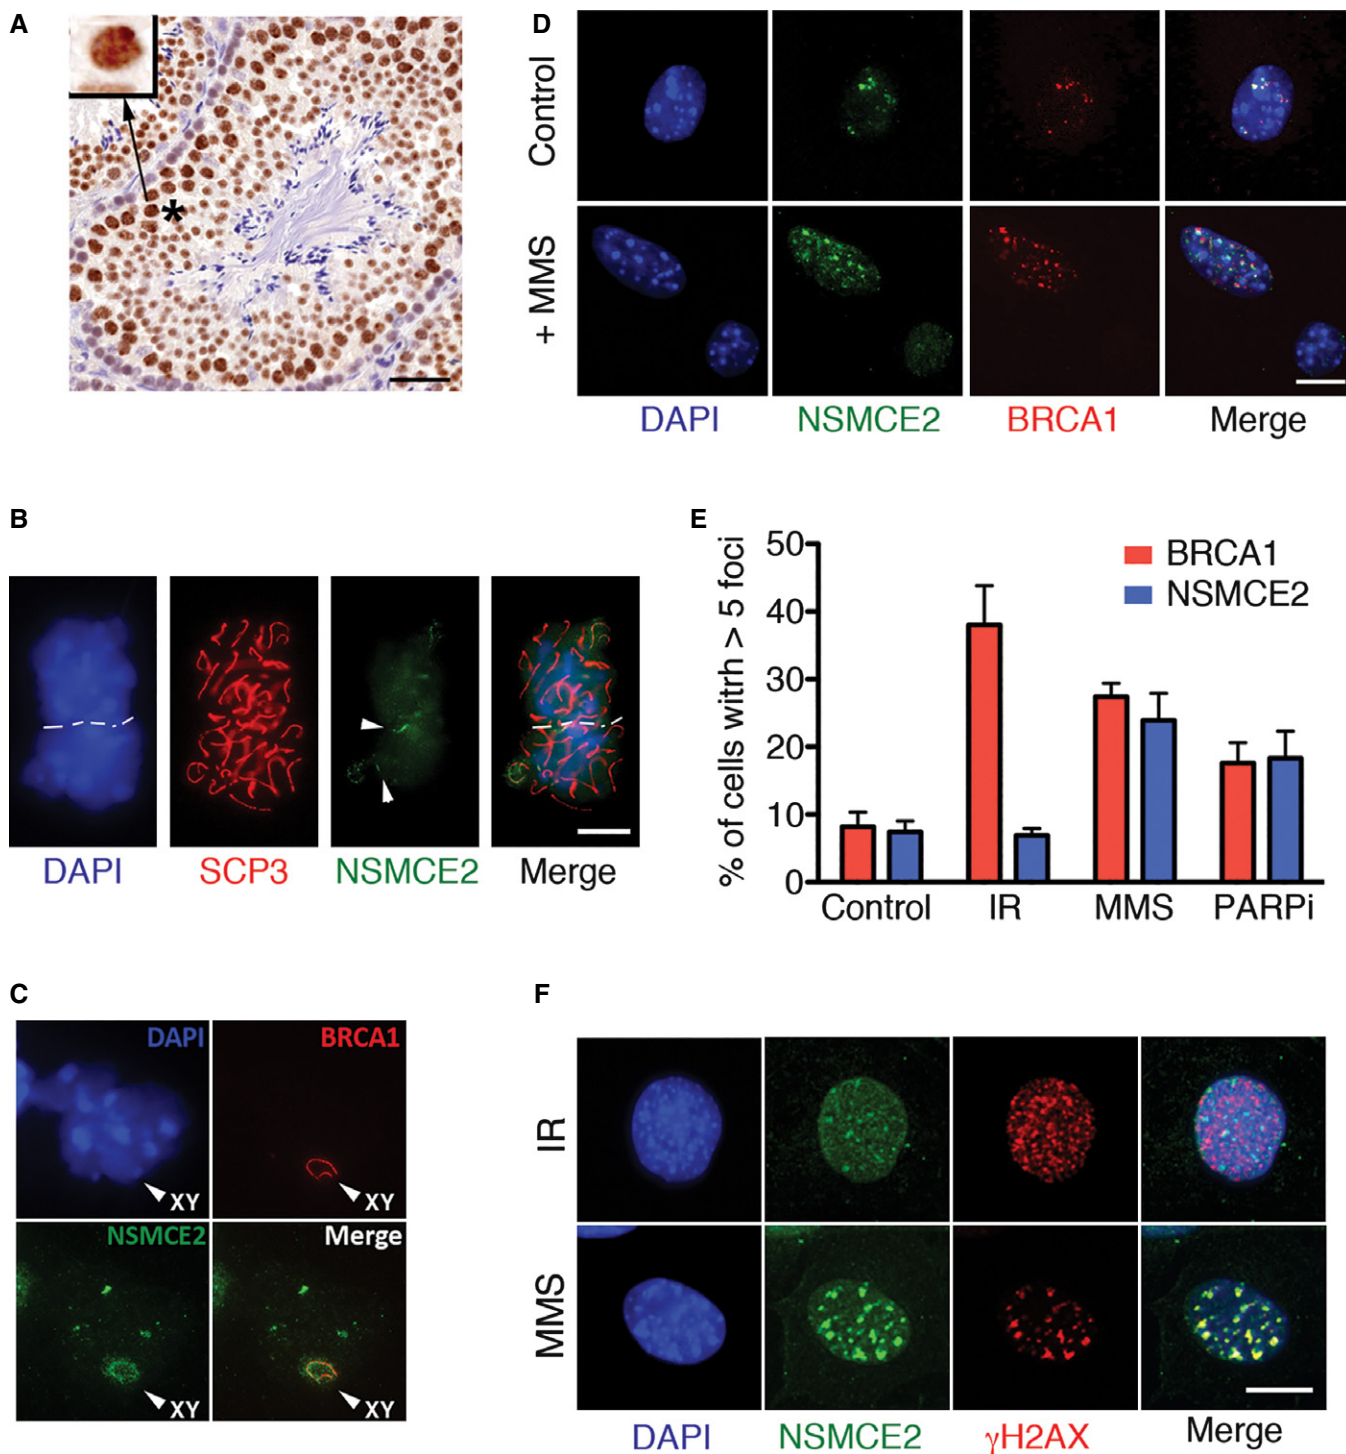 A
*
B
DAPI SCP3 NSMCE2 Merge
C
DAPI BRCA1
XY XY
NSMCE2 Merge
XY XY
D
Control
+ MMS
DAPI NSMCE2 BRCA1 Merge
E
% of cells witrh > 5 foci
50
40
30
20
10
0
BRCA1
NSMCE2
Control IR MMS PARPi
F
IR
MMS
DAPI NSMCE2 γH2AX Merge